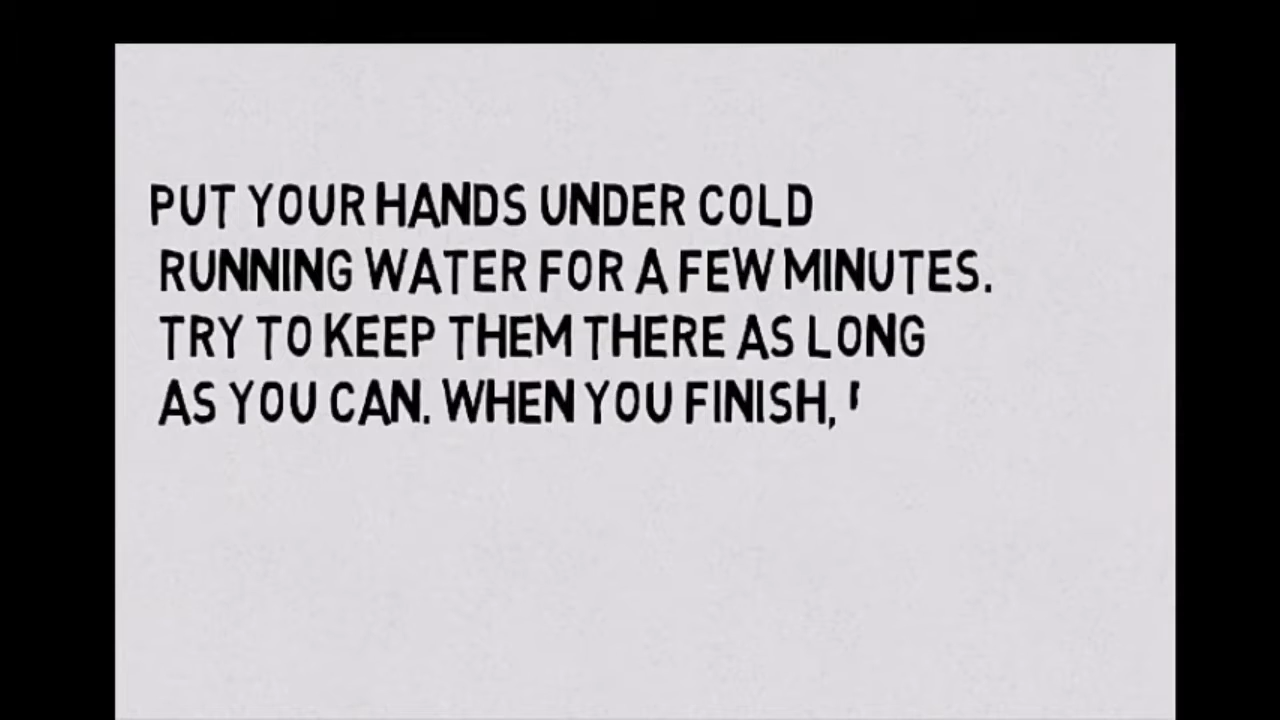 PUT YOUR HANDS UNDER COLD
RUNNING WATER FOR A FEW MINUTES.
TRY TO KEEP THEM THERE AS LONG
AS YOU CAN. WHEN YOU FINISH,